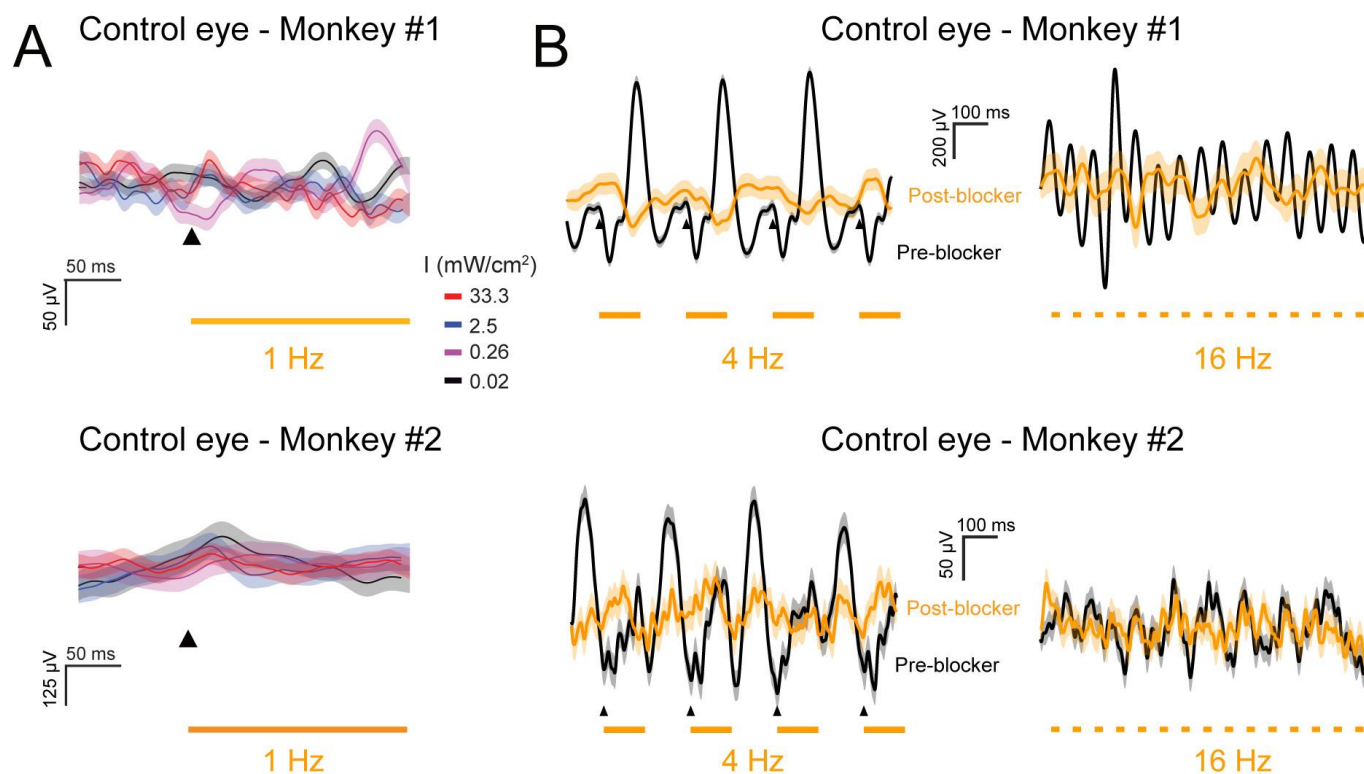 A
Control eye - Monkey #1
50 ms
50 µV
I (mW/cm²)
33.3
2.5
0.26
0.02
1 Hz
Control eye - Monkey #2
50 ms
125 µV
1 Hz
B
Control eye - Monkey #1
100 ms
200 µV
Post-blocker
Pre-blocker
4 Hz
16 Hz
Control eye - Monkey #2
100 ms
50 µV
Post-blocker
Pre-blocker
4 Hz
16 Hz